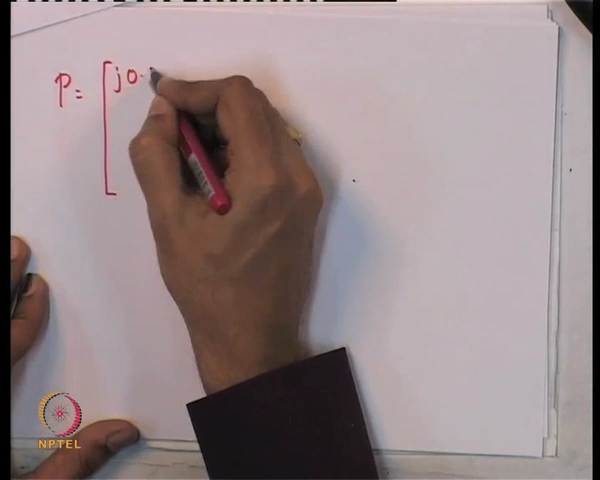 P = [ j0.
NPTEL